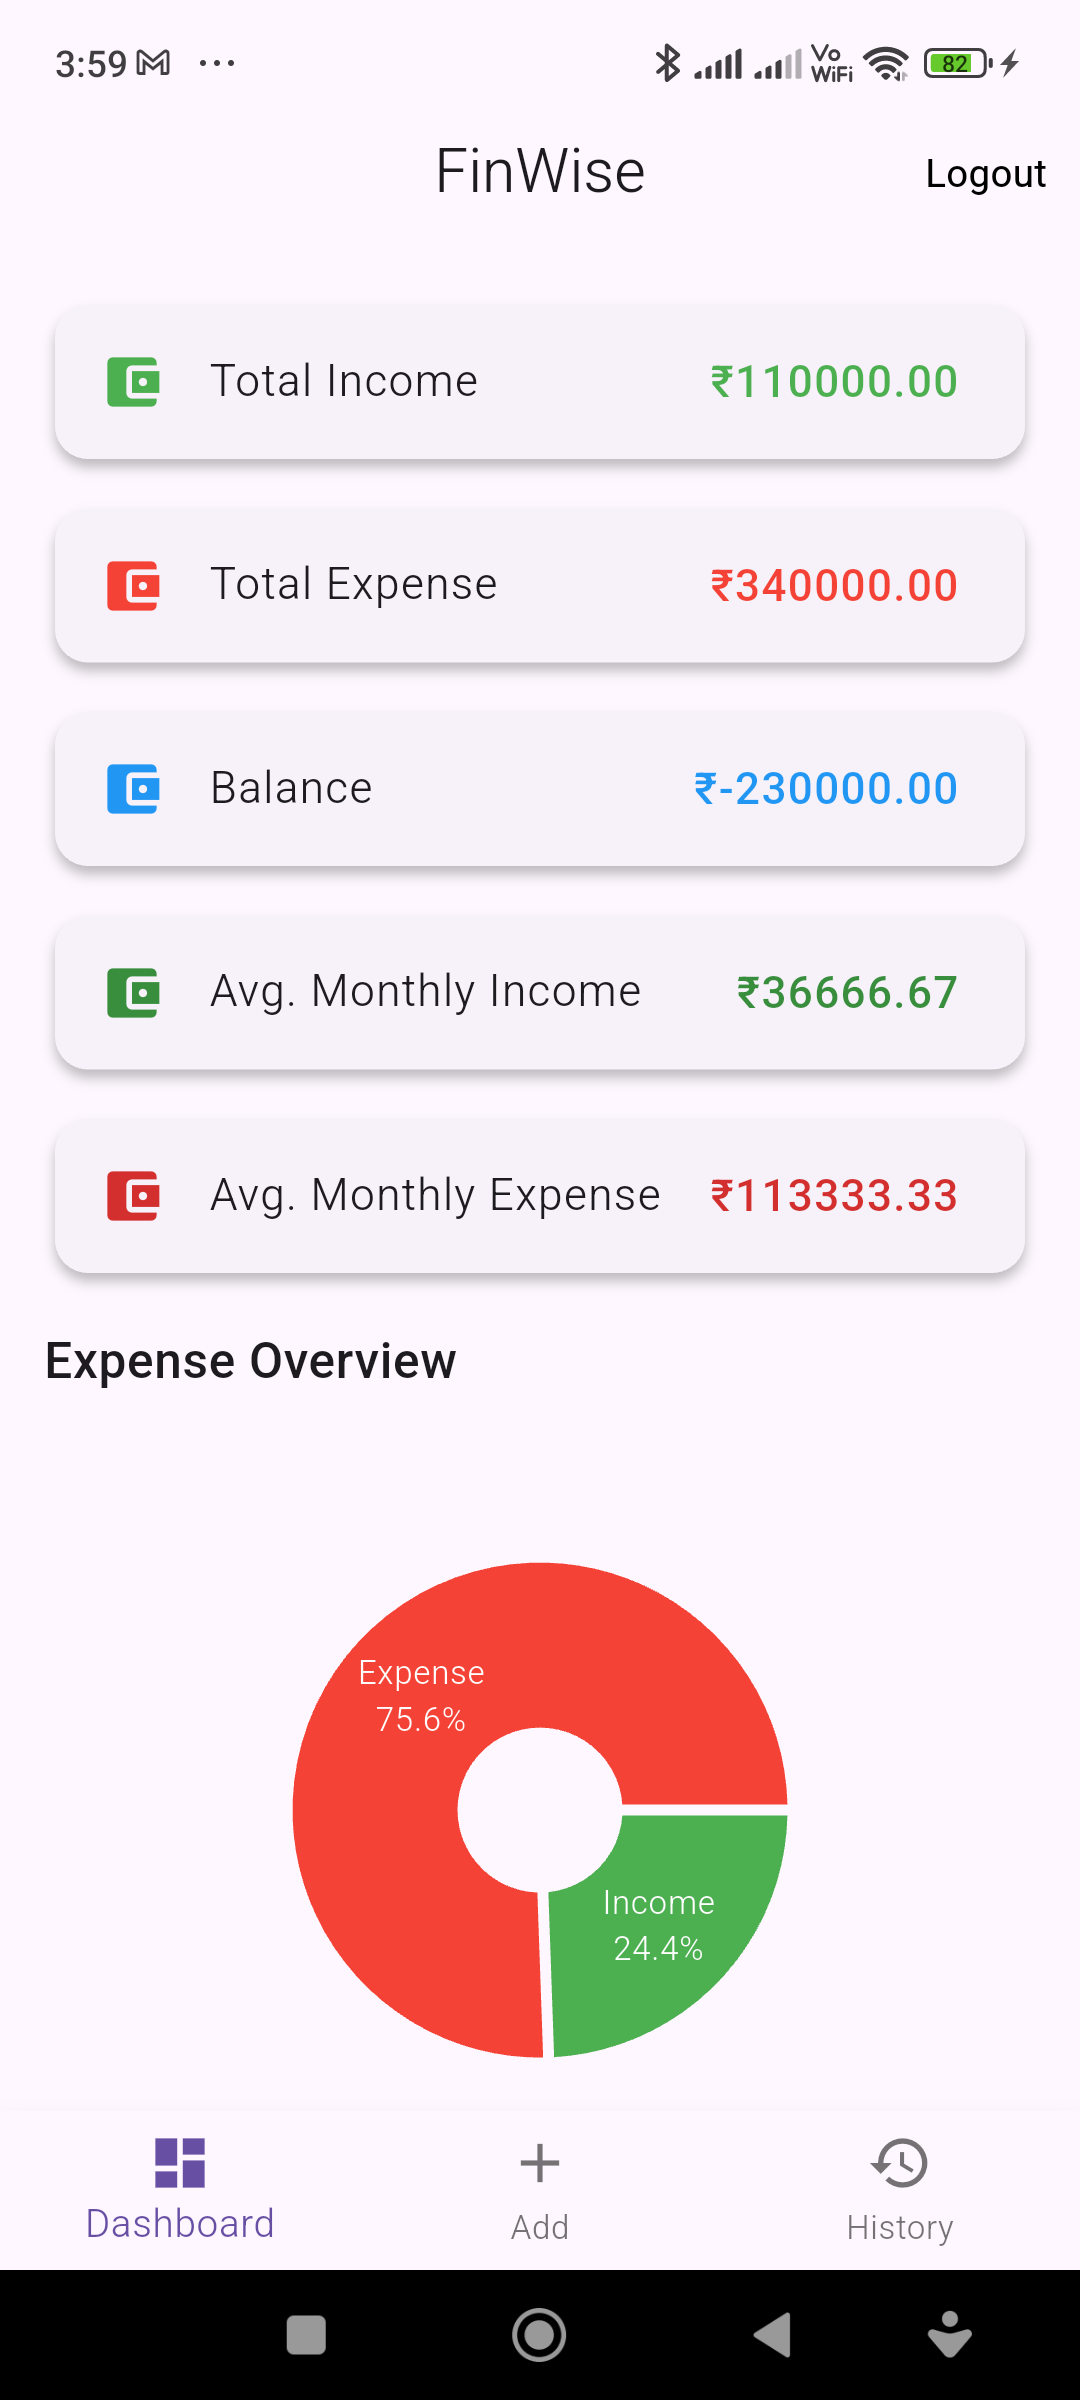 3:59
Vo
WiFi
82
FinWise
Logout
Total Income ₹110000.00
Total Expense ₹340000.00
Balance ₹-230000.00
Avg. Monthly Income ₹36666.67
Avg. Monthly Expense ₹113333.33
Expense Overview
Expense
75.6%
Income
24.4%
Dashboard
Add
History